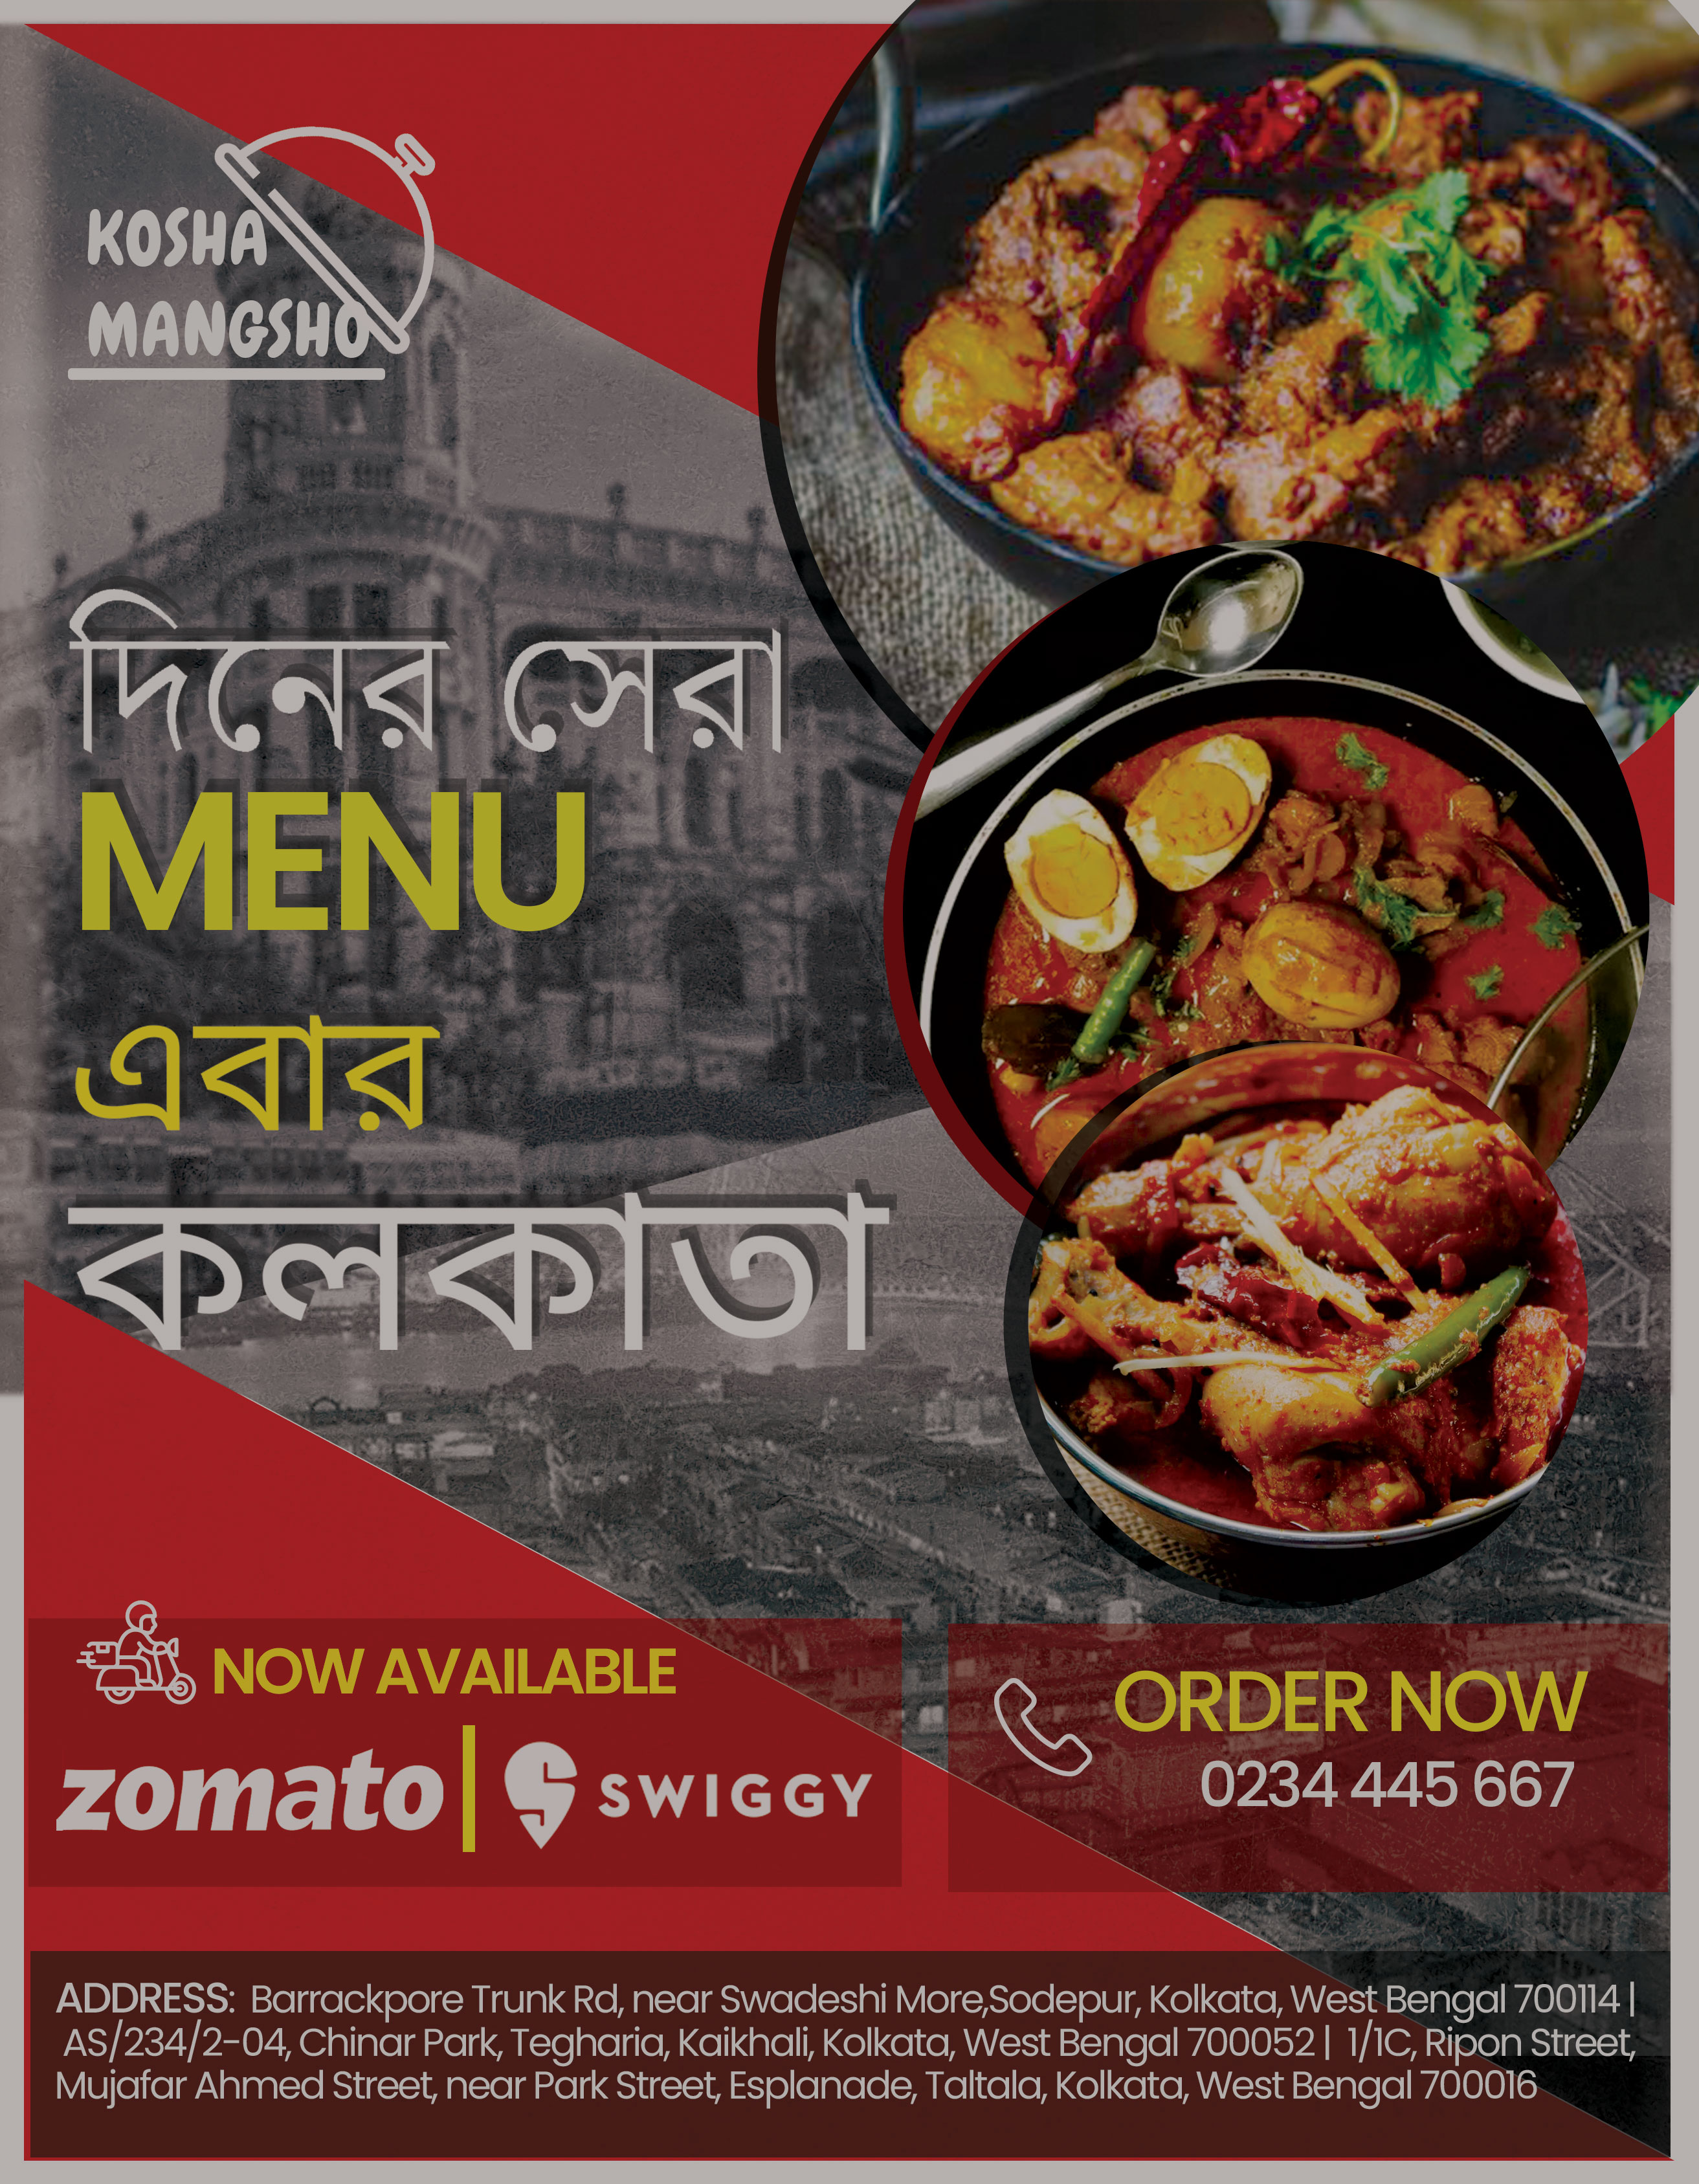 KOSHA
MANGSHO
দিনের সেরা
MENU
এবার
কলকাতা
NOW AVAILABLE
zomato
SWIGGY
ORDER NOW
0234 445 667
ADDRESS: Barrackpore Trunk Rd, near Swadeshi More,Sodepur, Kolkata, West Bengal 700114 |
AS/234/2-04, Chinar Park, Tegharia, Kaikhali, Kolkata, West Bengal 700052 | 1/1C, Ripon Street,
Mujafar Ahmed Street, near Park Street, Esplanade, Taltala, Kolkata, West Bengal 700016